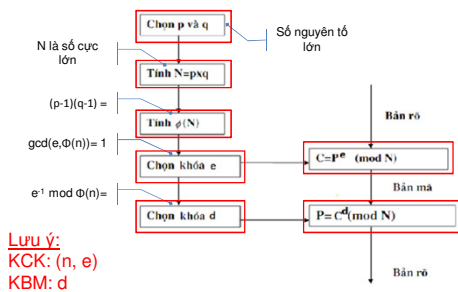 Chọn p và q
Số nguyên tố
lớn
N là số cực
lớn
Tính N=pxq
(p-1)(q-1) =
Tính ϕ(N)
Bản rõ
gcd(e,Φ(n))= 1
Chọn khóa e
C=P^e (mod N)
Bản mã
e⁻¹ mod Φ(n)=
Chọn khóa d
P= C^d(mod N)
Lưu ý:
KCK: (n, e)
KBM: d
Bản rõ